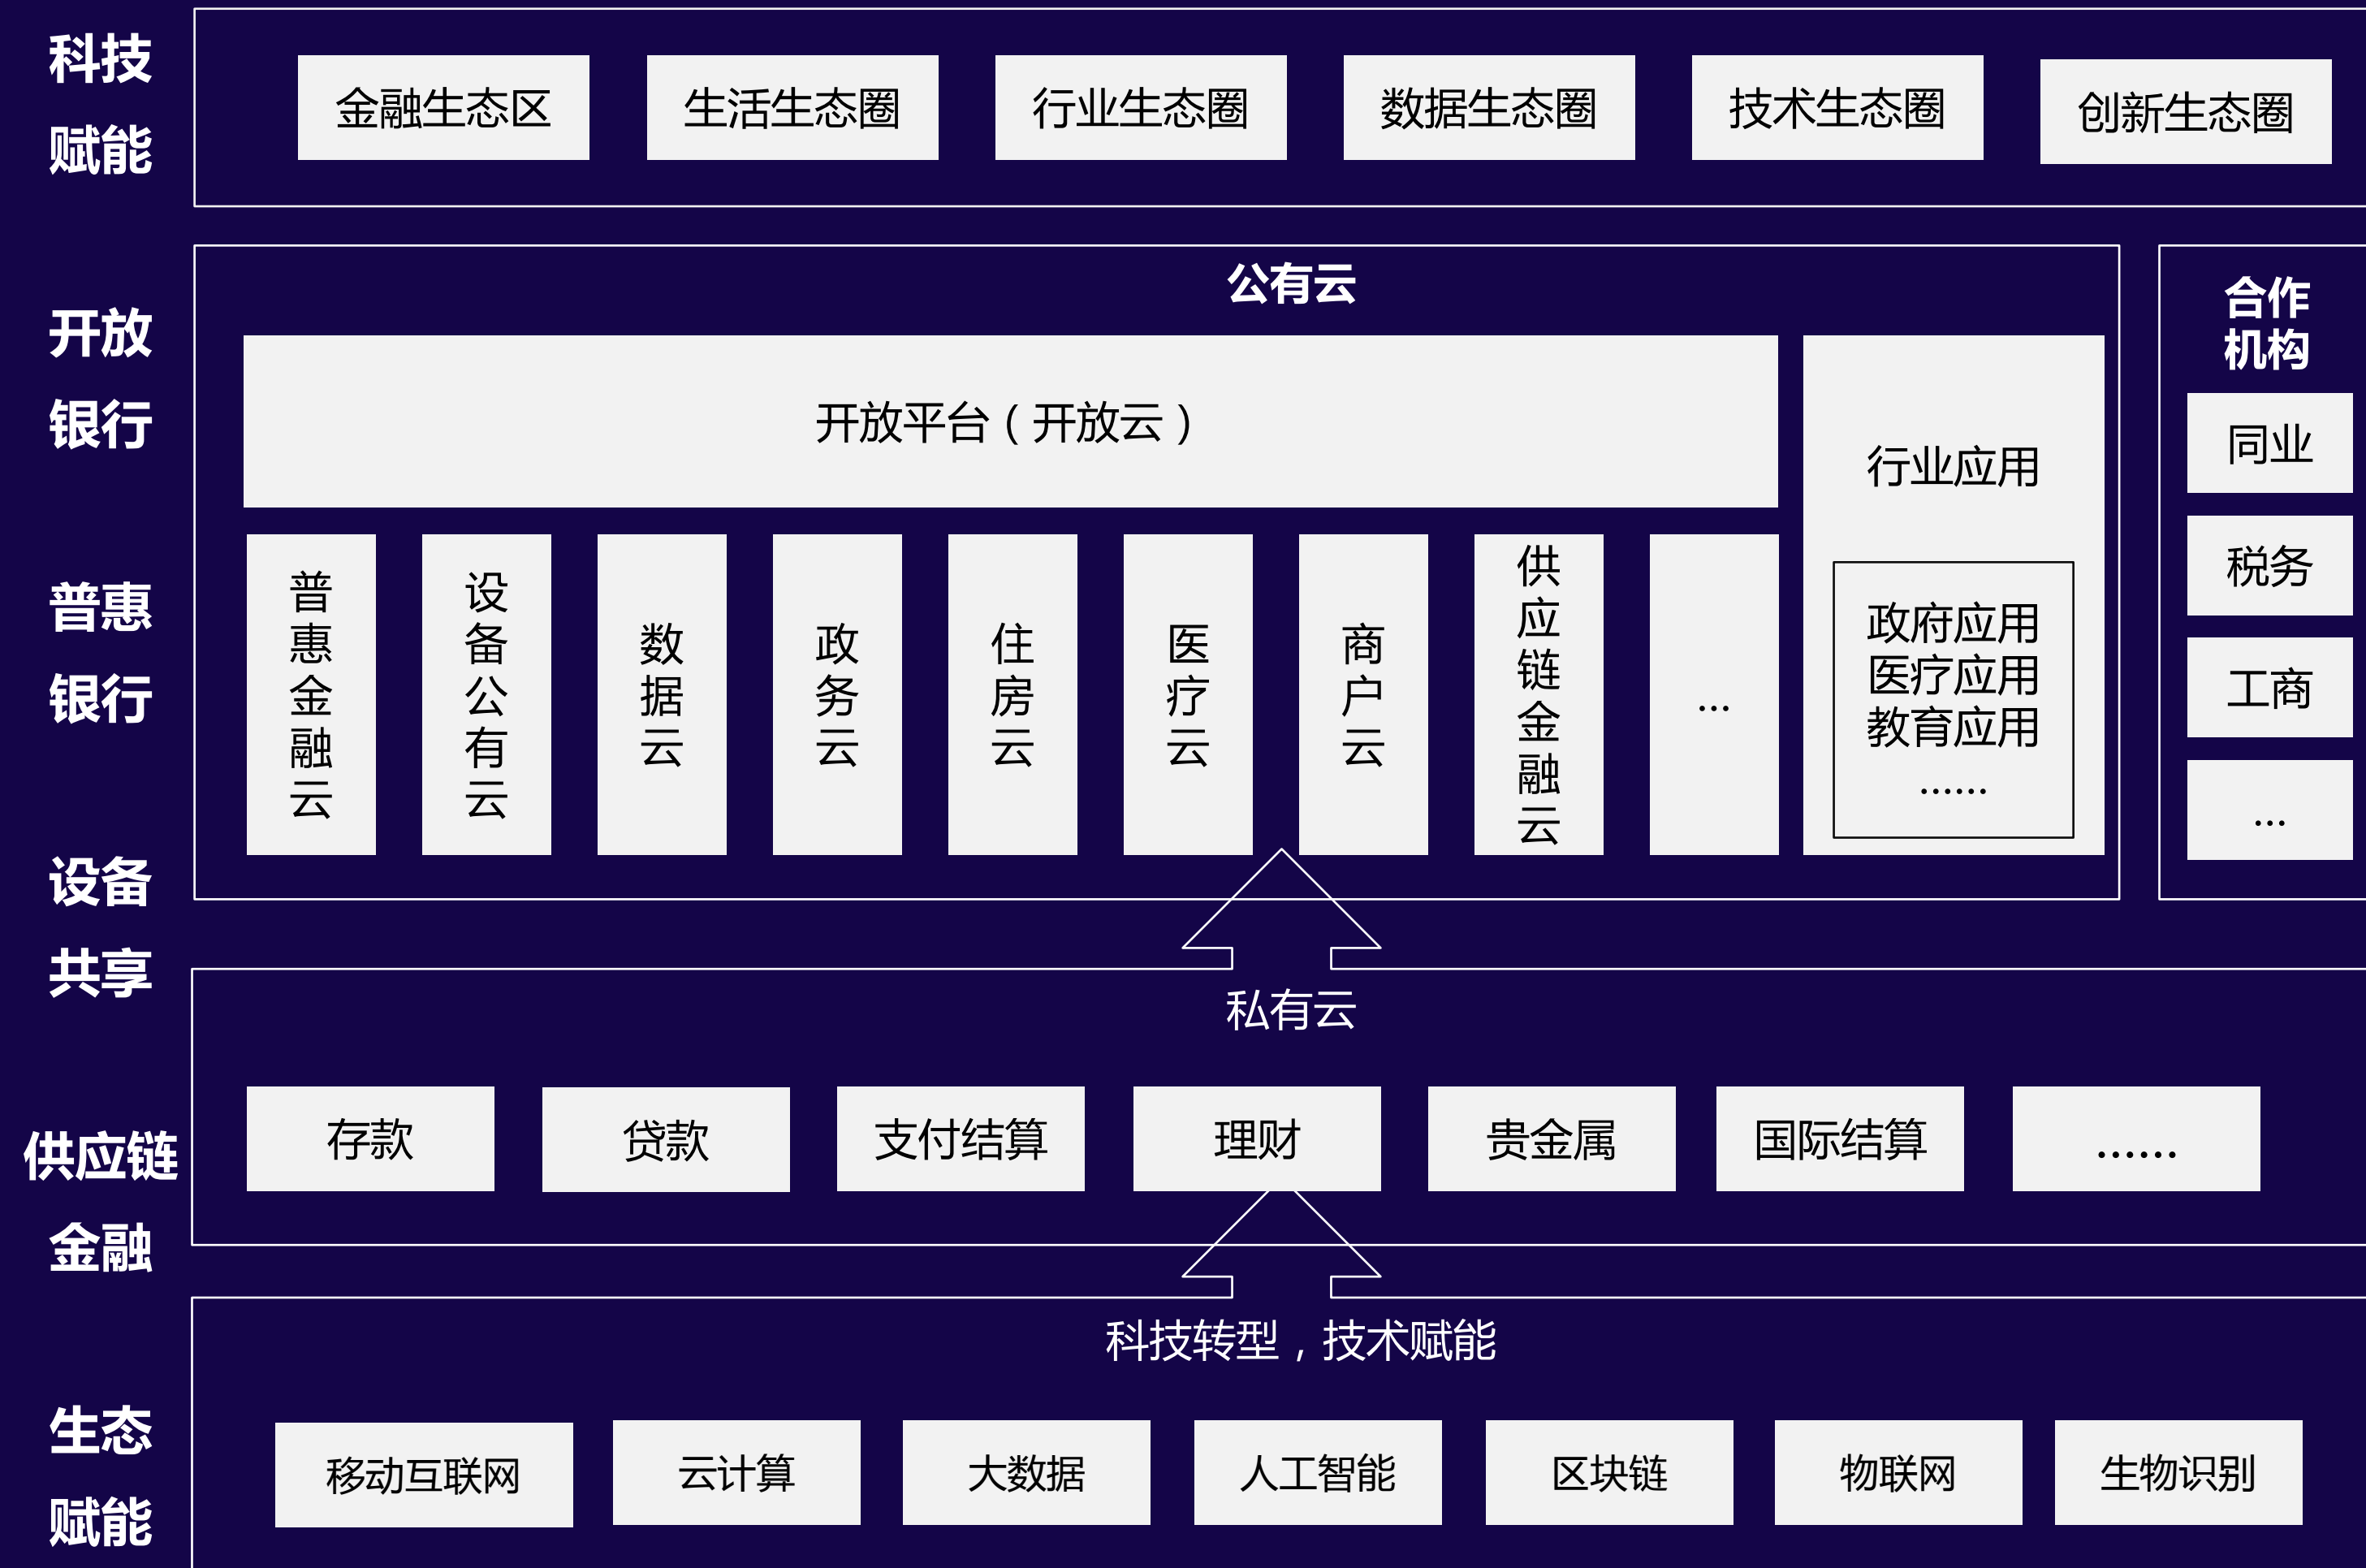 科技
赋能
开放
银行
普惠
银行
设备
共享
供应链
金融
生态
赋能
金融生态区
生活生态圈
行业生态圈
数据生态圈
技术生态圈
创新生态圈
公有云
开放平台（开放云）
普惠金融云
设备公有云
数据云
政务云
住房云
医疗云
商户云
供应链金融云
...
行业应用
政府应用
医疗应用
教育应用
……
合作
机构
同业
税务
工商
...
私有云
存款
贷款
支付结算
理财
贵金属
国际结算
……
科技转型，技术赋能
移动互联网
云计算
大数据
人工智能
区块链
物联网
生物识别